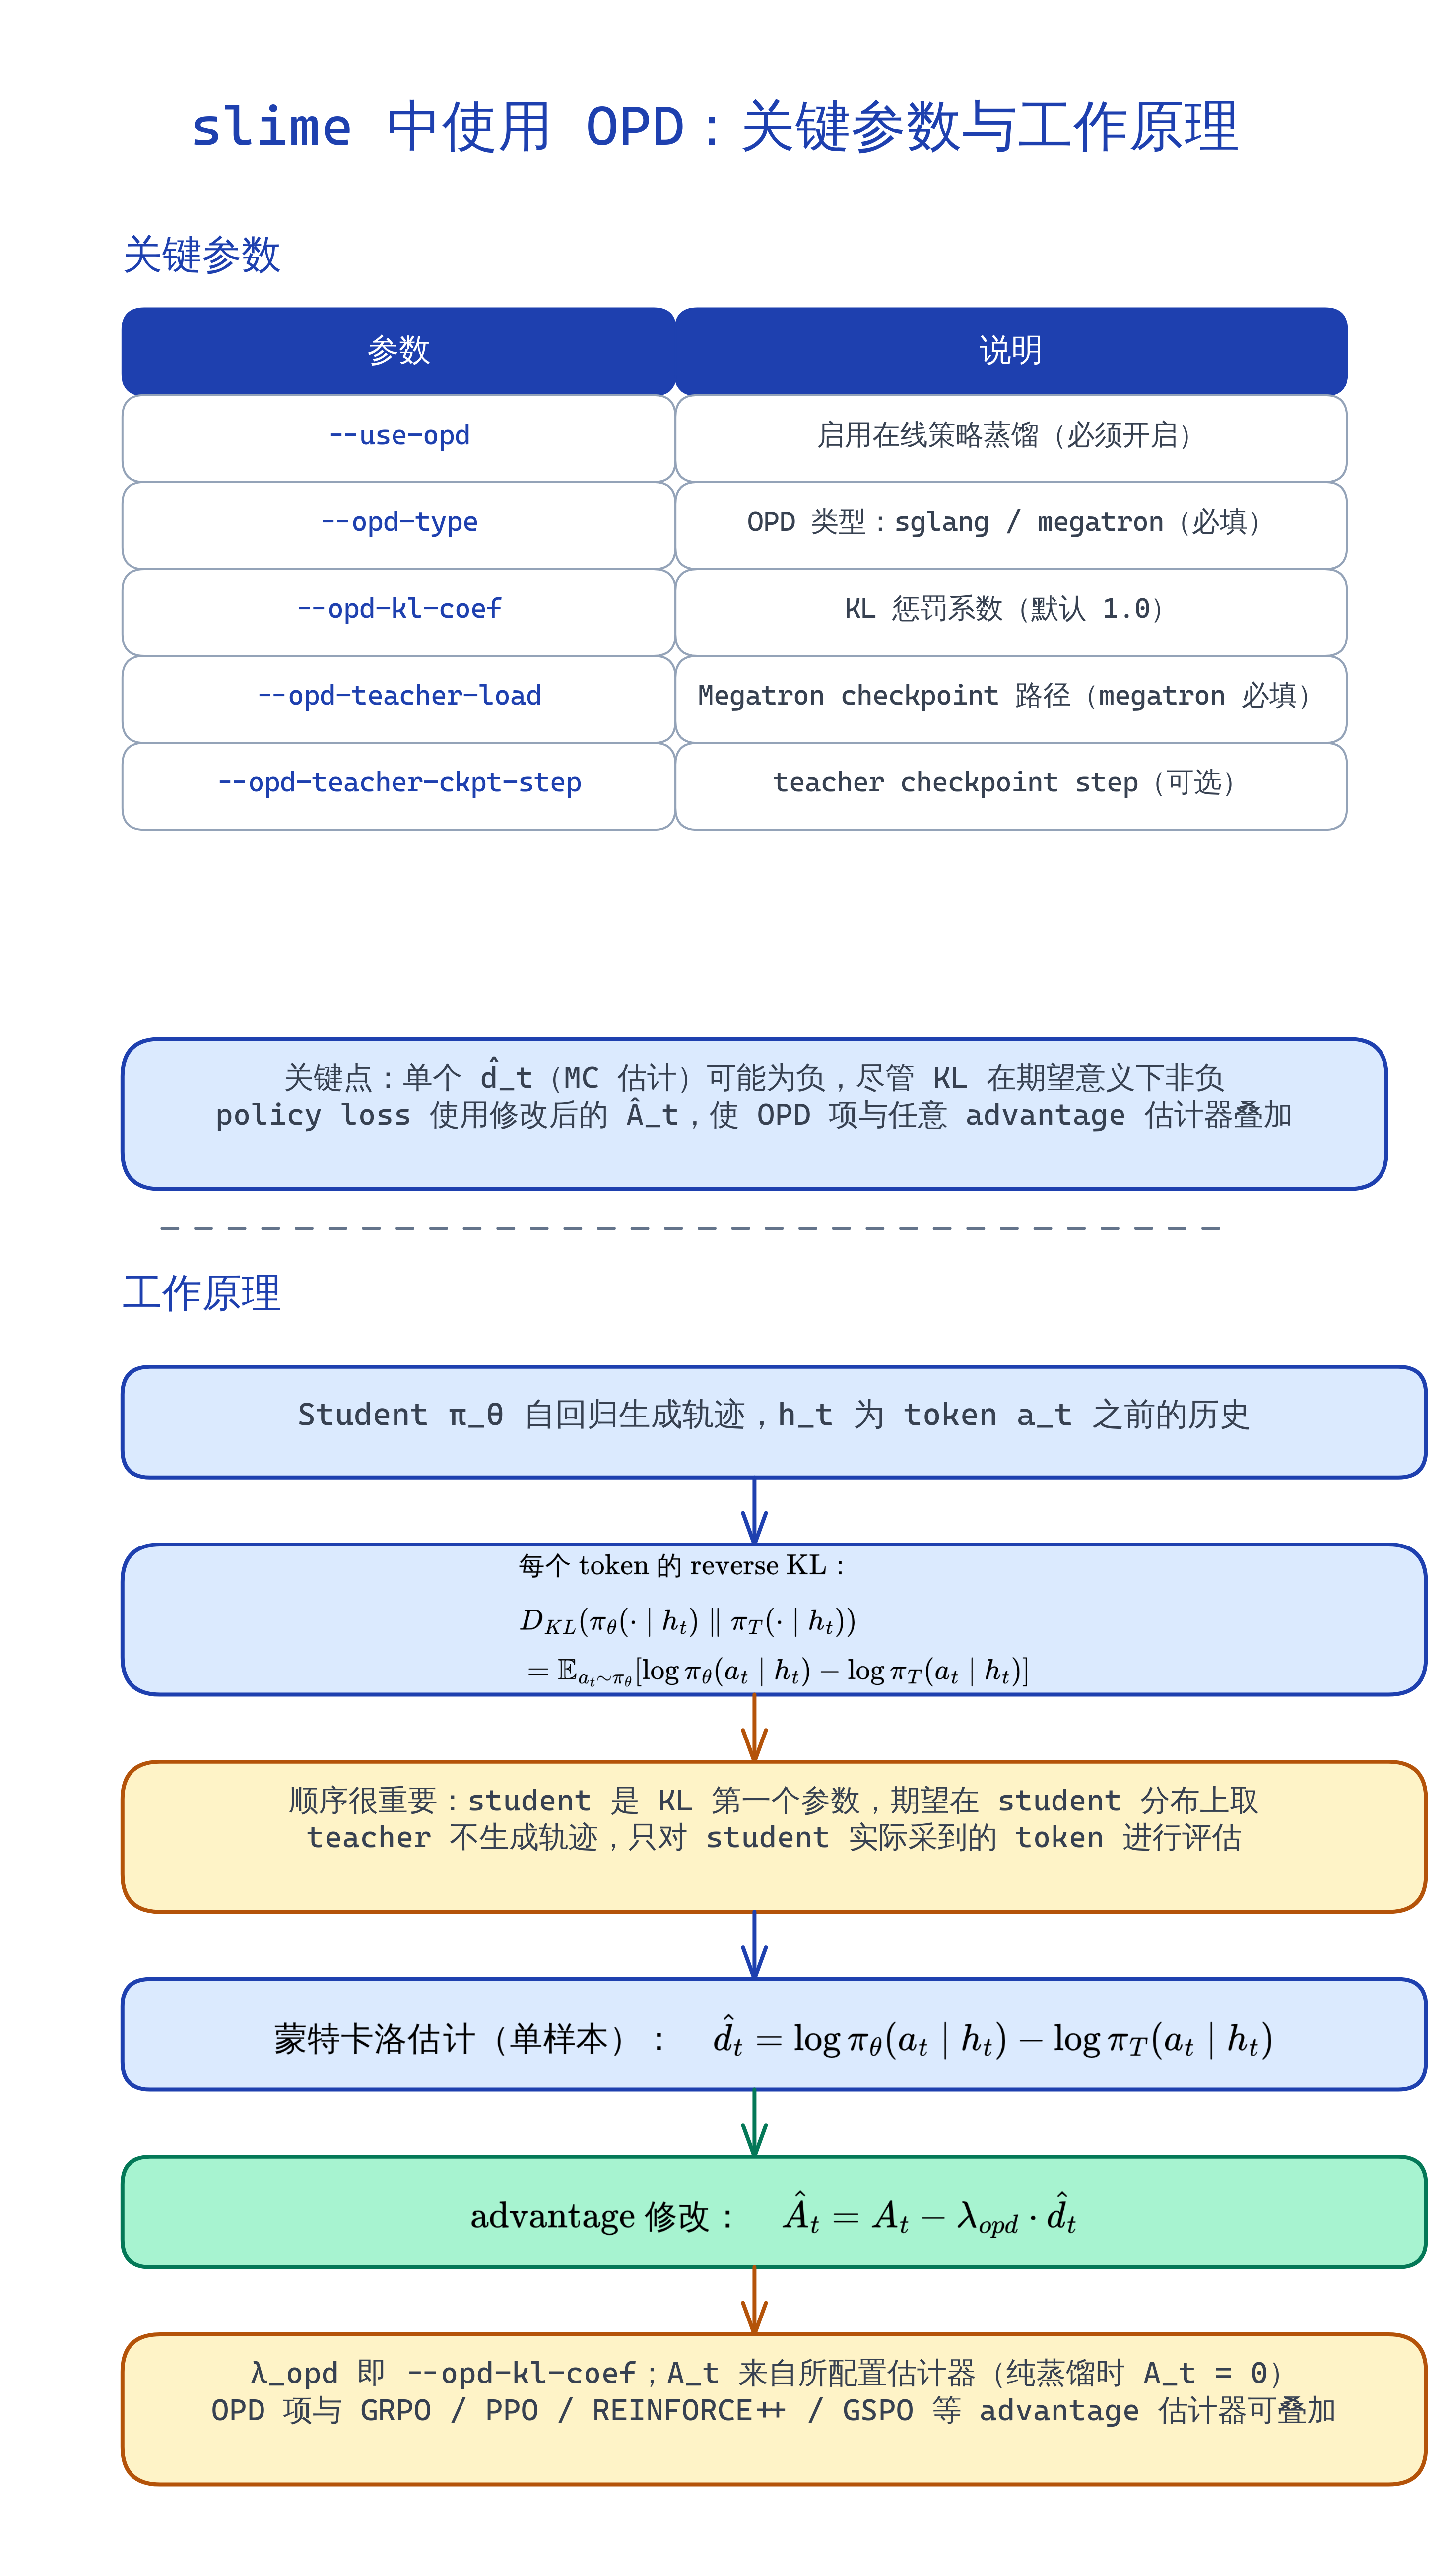 slime 中使用 OPD：关键参数与工作原理
关键参数
参数 说明
--use-opd 启用在线策略蒸馏（必须开启）
--opd-type OPD 类型：sglang / megatron（必填）
--opd-kl-coef KL 惩罚系数（默认 1.0）
--opd-teacher-load Megatron checkpoint 路径（megatron 必填）
--opd-teacher-ckpt-step teacher checkpoint step（可选）
关键点：单个 d̂_t（MC 估计）可能为负，尽管 KL 在期望意义下非负
policy loss 使用修改后的 Â_t，使 OPD 项与任意 advantage 估计器叠加
工作原理
Student π_θ 自回归生成轨迹，h_t 为 token a_t 之前的历史
每个 token 的 reverse KL：
D_{KL}(π_θ(· | h_t) ∥ π_T(· | h_t))
= 𝔼_{a_t∼π_θ}[log π_θ(a_t | h_t) − log π_T(a_t | h_t)]
顺序很重要：student 是 KL 第一个参数，期望在 student 分布上取
teacher 不生成轨迹，只对 student 实际采到的 token 进行评估
蒙特卡洛估计（单样本）： d̂_t = log π_θ(a_t | h_t) − log π_T(a_t | h_t)
advantage 修改： Â_t = A_t − λ_{opd} · d̂_t
λ_opd 即 --opd-kl-coef；A_t 来自所配置估计器（纯蒸馏时 A_t = 0）
OPD 项与 GRPO / PPO / REINFORCE++ / GSPO 等 advantage 估计器可叠加